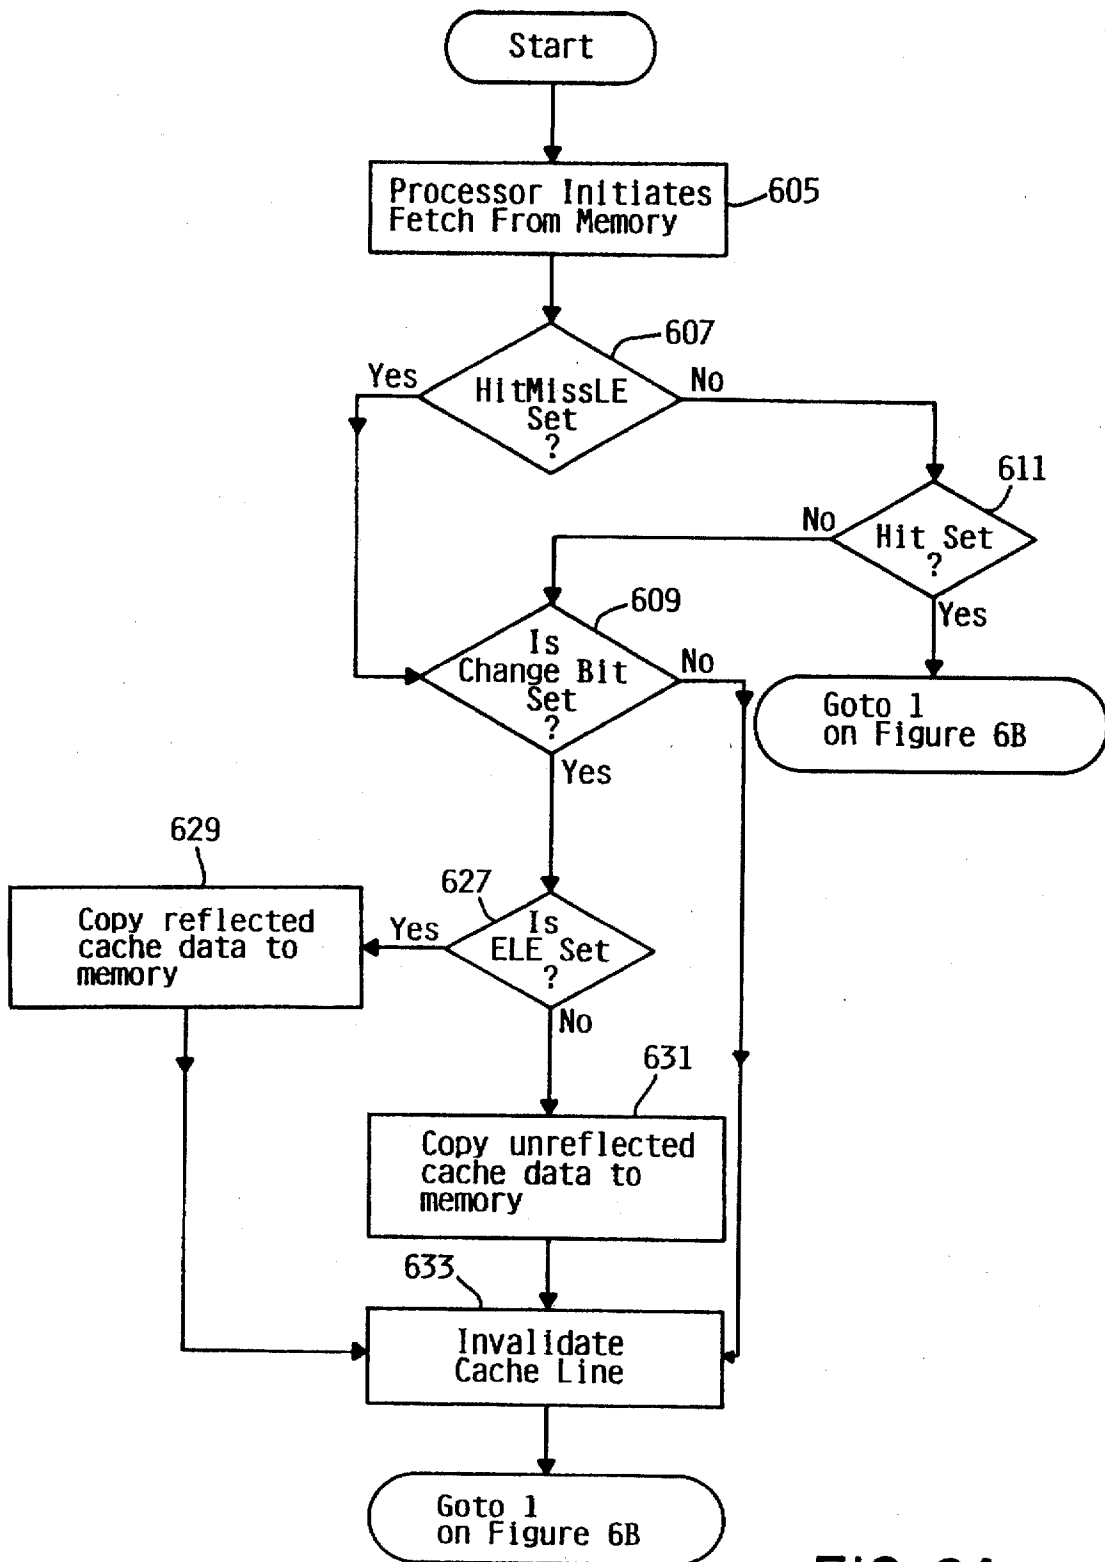 Start
Processor Initiates
Fetch From Memory
605
607
Yes
HitMissLE
Set
?
No
611
No
Hit Set
?
Yes
609
Is
Change Bit
Set
?
No
Yes
Goto 1
on Figure 6B
629
Copy reflected
cache data to
memory
627
Yes
Is
ELE Set
?
No
631
Copy unreflected
cache data to
memory
633
Invalidate
Cache Line
Goto 1
on Figure 6B